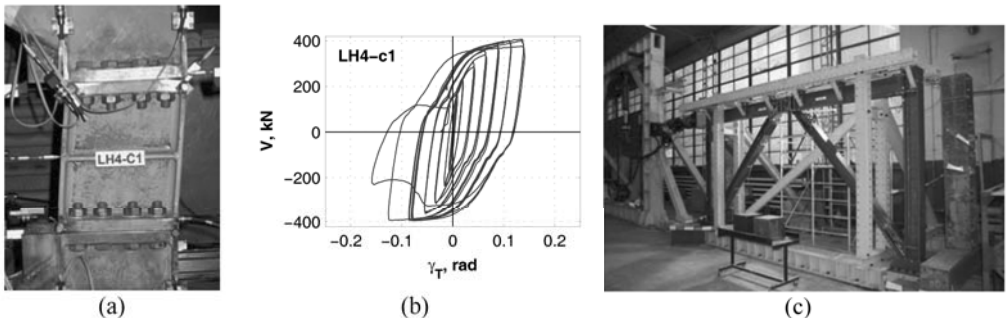 LH4-C1
(a)
LH4-c1
V, kN
400
200
0
−200
−400
−0.2 −0.1 0 0.1 0.2
γT, rad
(b)
(c)